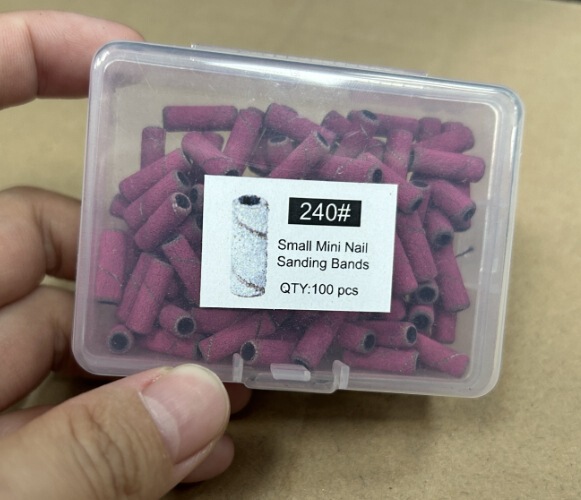 240#
Small Mini Nail
Sanding Bands
QTY:100 pcs